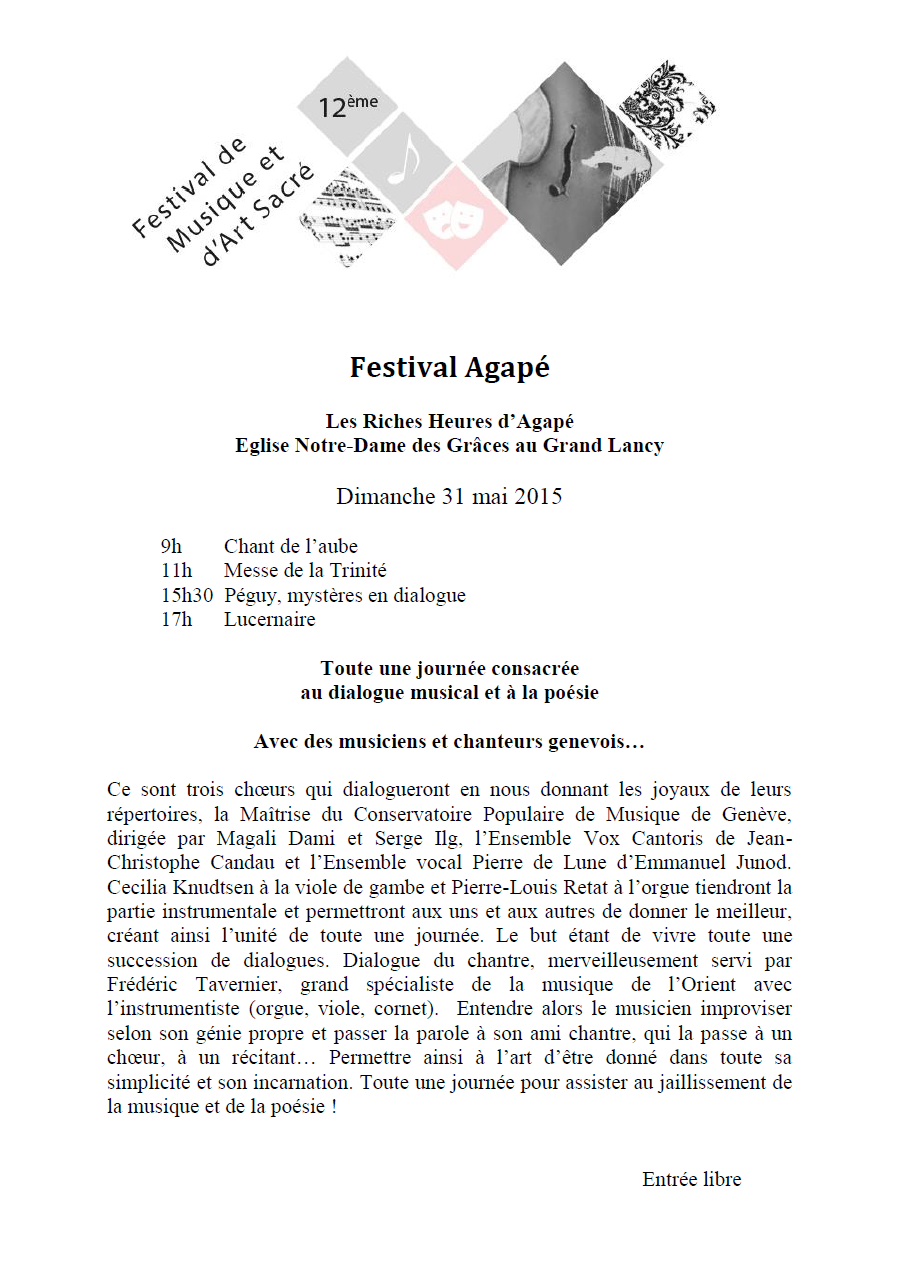 12ème
Festival de
Musique et
d'Art Sacré
Festival Agapé
Les Riches Heures d'Agapé
Eglise Notre-Dame des Grâces au Grand Lancy
Dimanche 31 mai 2015
9h Chant de l'aube
11h Messe de la Trinité
15h30 Péguy, mystères en dialogue
17h Lucernaire
Toute une journée consacrée
au dialogue musical et à la poésie
Avec des musiciens et chanteurs genevois…
Ce sont trois chœurs qui dialogueront en nous donnant les joyaux de leurs
répertoires, la Maîtrise du Conservatoire Populaire de Musique de Genève,
dirigée par Magali Dami et Serge Ilg, l'Ensemble Vox Cantoris de Jean-
Christophe Candau et l'Ensemble vocal Pierre de Lune d'Emmanuel Junod.
Cecilia Knudtsen à la viole de gambe et Pierre-Louis Retat à l'orgue tiendront la
partie instrumentale et permettront aux uns et aux autres de donner le meilleur,
créant ainsi l'unité de toute une journée. Le but étant de vivre toute une
succession de dialogues. Dialogue du chantre, merveilleusement servi par
Frédéric Tavernier, grand spécialiste de la musique de l'Orient avec
l'instrumentiste (orgue, viole, cornet). Entendre alors le musicien improviser
selon son génie propre et passer la parole à son ami chantre, qui la passe à un
chœur, à un récitant… Permettre ainsi à l'art d'être donné dans toute sa
simplicité et son incarnation. Toute une journée pour assister au jaillissement de
la musique et de la poésie !
Entrée libre